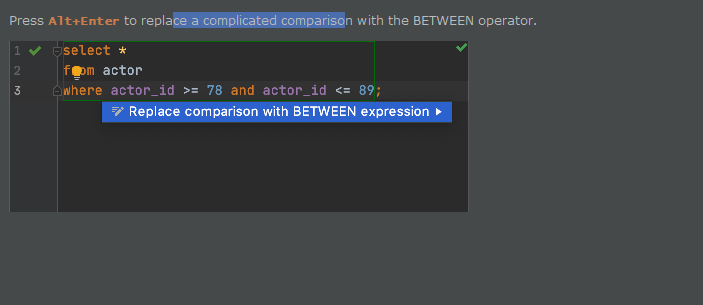 Press Alt+Enter to replace a complicated comparison with the BETWEEN operator.
1 select *
2 from actor
3 where actor_id >= 78 and actor_id <= 89;
Replace comparison with BETWEEN expression